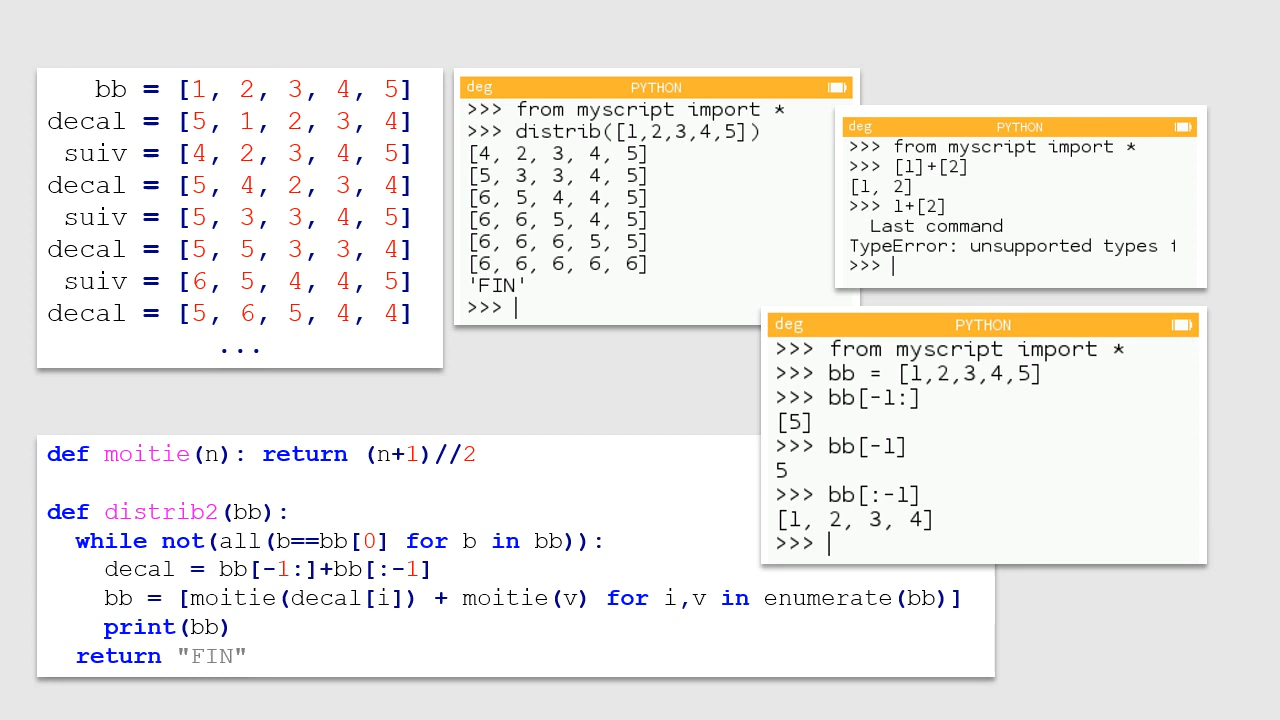 bb = [1, 2, 3, 4, 5]
decal = [5, 1, 2, 3, 4]
suiv = [4, 2, 3, 4, 5]
decal = [5, 4, 2, 3, 4]
suiv = [5, 3, 3, 4, 5]
decal = [5, 5, 3, 3, 4]
suiv = [6, 5, 4, 4, 5]
decal = [5, 6, 5, 4, 4]
...
deg PYTHON
>>> from myscript import *
>>> distrib([1,2,3,4,5])
[4, 2, 3, 4, 5]
[5, 3, 3, 4, 5]
[6, 5, 4, 4, 5]
[6, 6, 5, 4, 5]
[6, 6, 6, 5, 5]
[6, 6, 6, 6, 6]
'FIN'
>>>
deg PYTHON
>>> from myscript import *
>>> [1]+[2]
[1, 2]
>>> 1+[2]
Last command
TypeError: unsupported types
>>>
deg PYTHON
>>> from myscript import *
>>> bb = [1,2,3,4,5]
>>> bb[-1:]
[5]
>>> bb[-1]
5
>>> bb[:-1]
[1, 2, 3, 4]
>>>
def moitie(n): return (n+1)//2
def distrib2(bb):
while not(all(b==bb[0] for b in bb)):
decal = bb[-1:]+bb[:-1]
bb = [moitie(decal[i]) + moitie(v) for i,v in enumerate(bb)]
print(bb)
return "FIN"